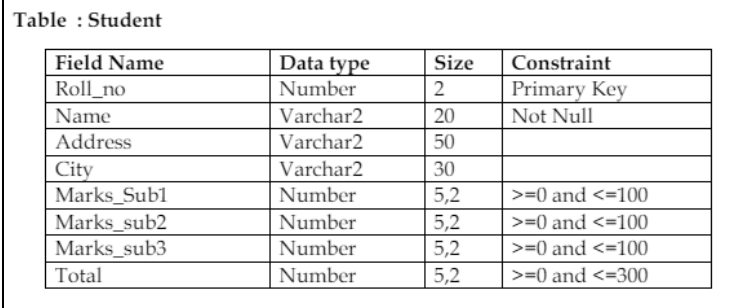 Table : Student
Field Name Data type Size Constraint
Roll_no Number 2 Primary Key
Name Varchar2 20 Not Null
Address Varchar2 50
City Varchar2 30
Marks_Sub1 Number 5,2 >=0 and <=100
Marks_sub2 Number 5,2 >=0 and <=100
Marks_sub3 Number 5,2 >=0 and <=100
Total Number 5,2 >=0 and <=300